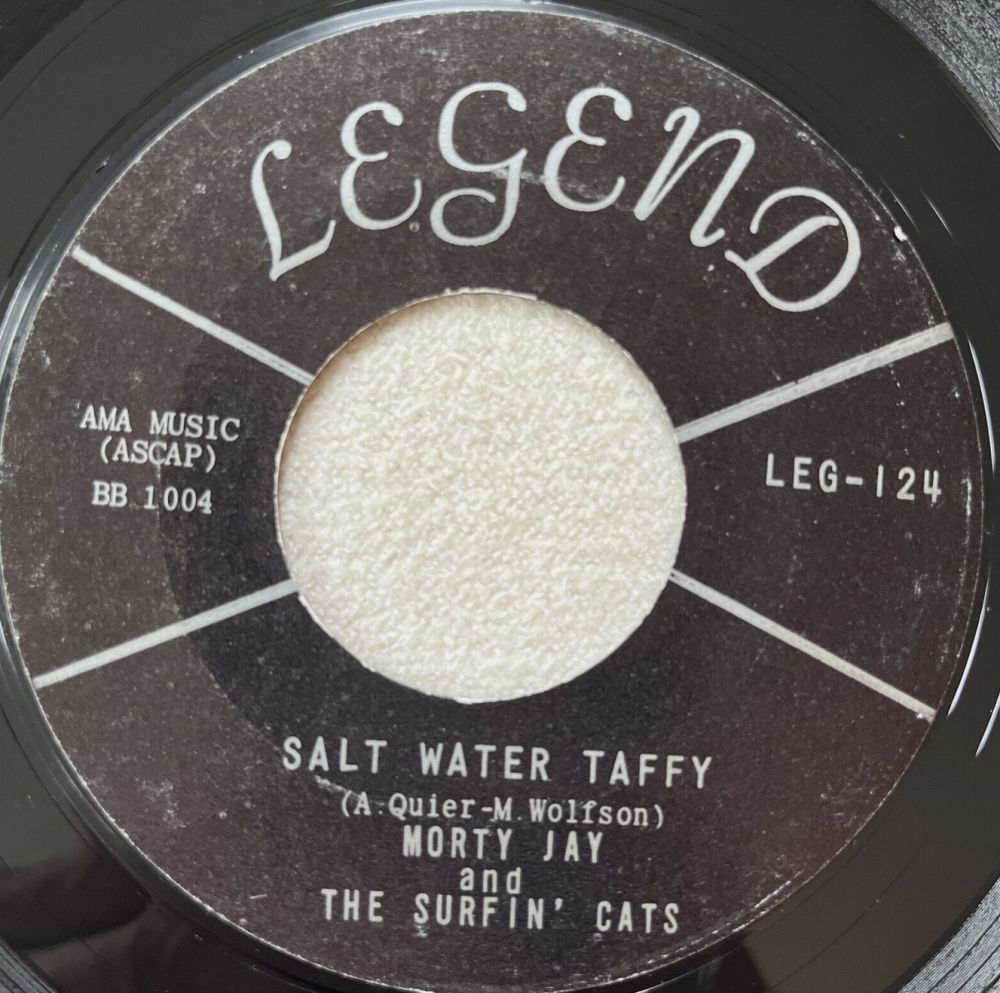 LEGEND
AMA MUSIC
(ASCAP)
BB 1004
LEG-124
SALT WATER TAFFY
(A.Quier-M.Wolfson)
MORTY JAY
and
THE SURFIN' CATS